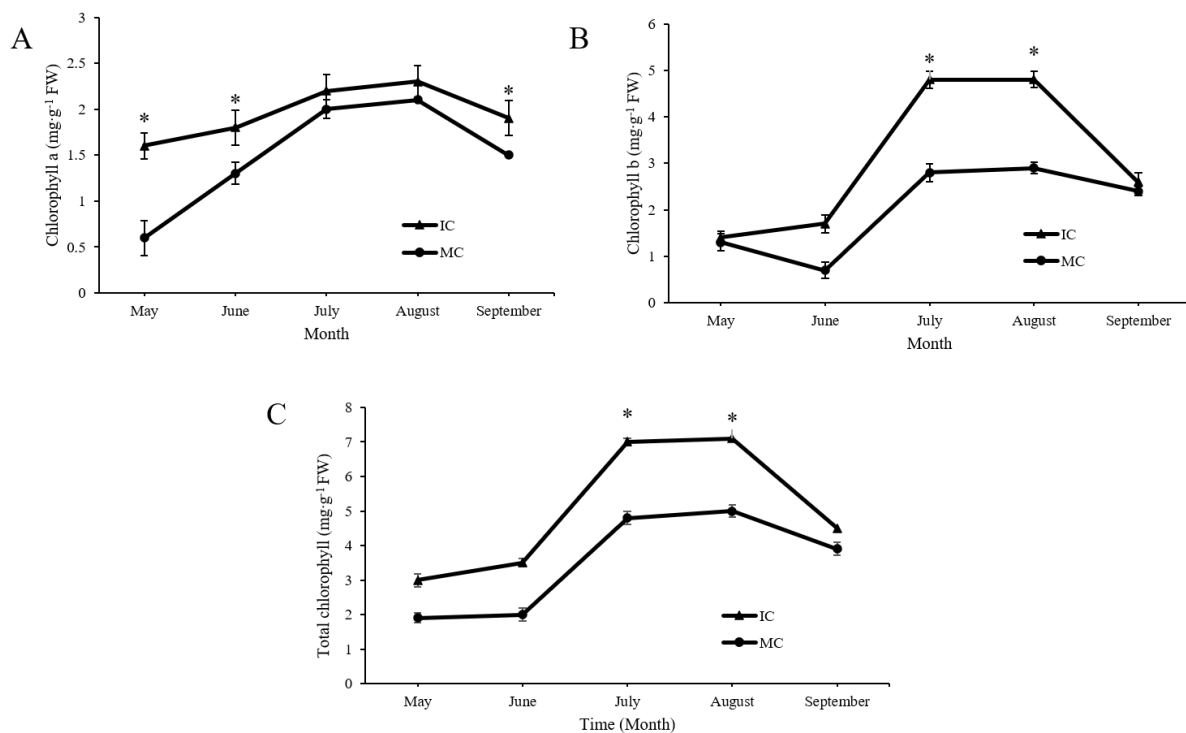 A
Chlorophyll a (mg·g⁻¹ FW)
3
2.5
2
1.5
1
0.5
0
*
*
*
IC
MC
May
June
July
August
September
Month
B
Chlorophyll b (mg·g⁻¹ FW)
6
5
4
3
2
1
0
*
*
IC
MC
May
June
July
August
September
Month
C
Total chlorophyll (mg·g⁻¹FW)
8
7
6
5
4
3
2
1
0
*
*
IC
MC
May
June
July
August
September
Time (Month)